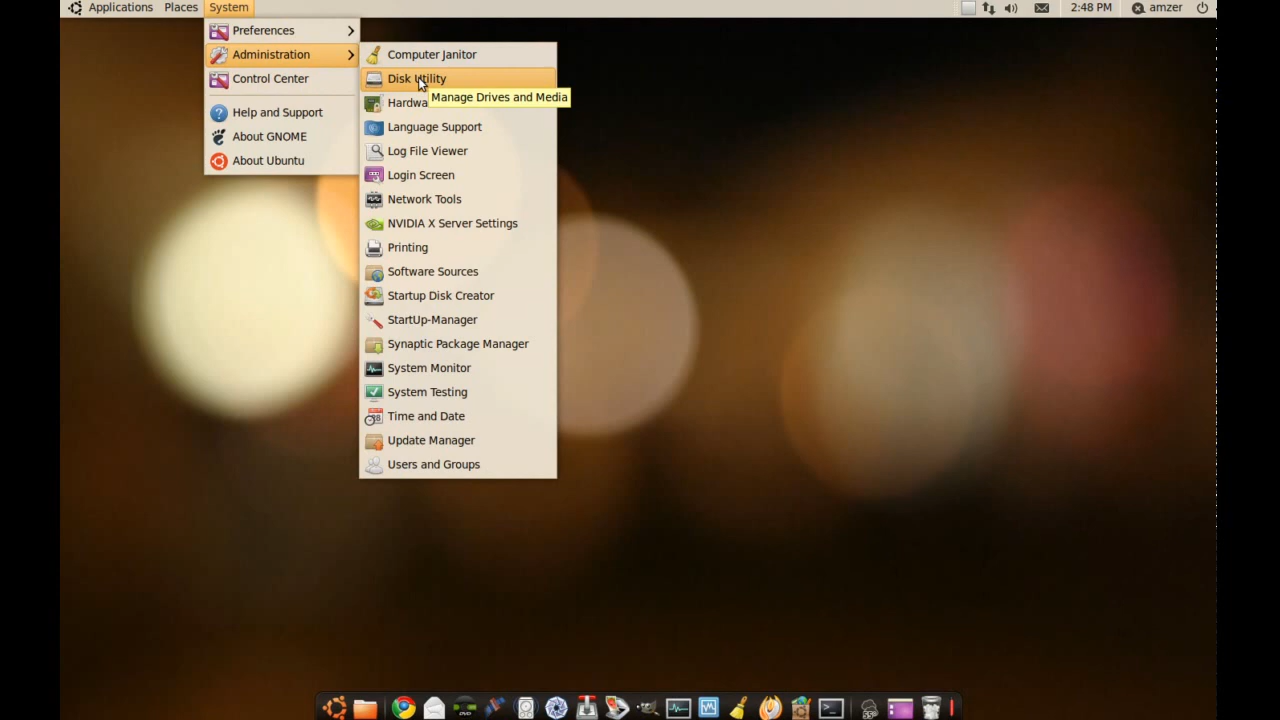 Applications Places System
2:48 PM amzer
Preferences
Administration
Control Center
Help and Support
About GNOME
About Ubuntu
Computer Janitor
Disk Utility
Manage Drives and Media
Hardwa
Language Support
Log File Viewer
Login Screen
Network Tools
NVIDIA X Server Settings
Printing
Software Sources
Startup Disk Creator
StartUp-Manager
Synaptic Package Manager
System Monitor
System Testing
Time and Date
Update Manager
Users and Groups